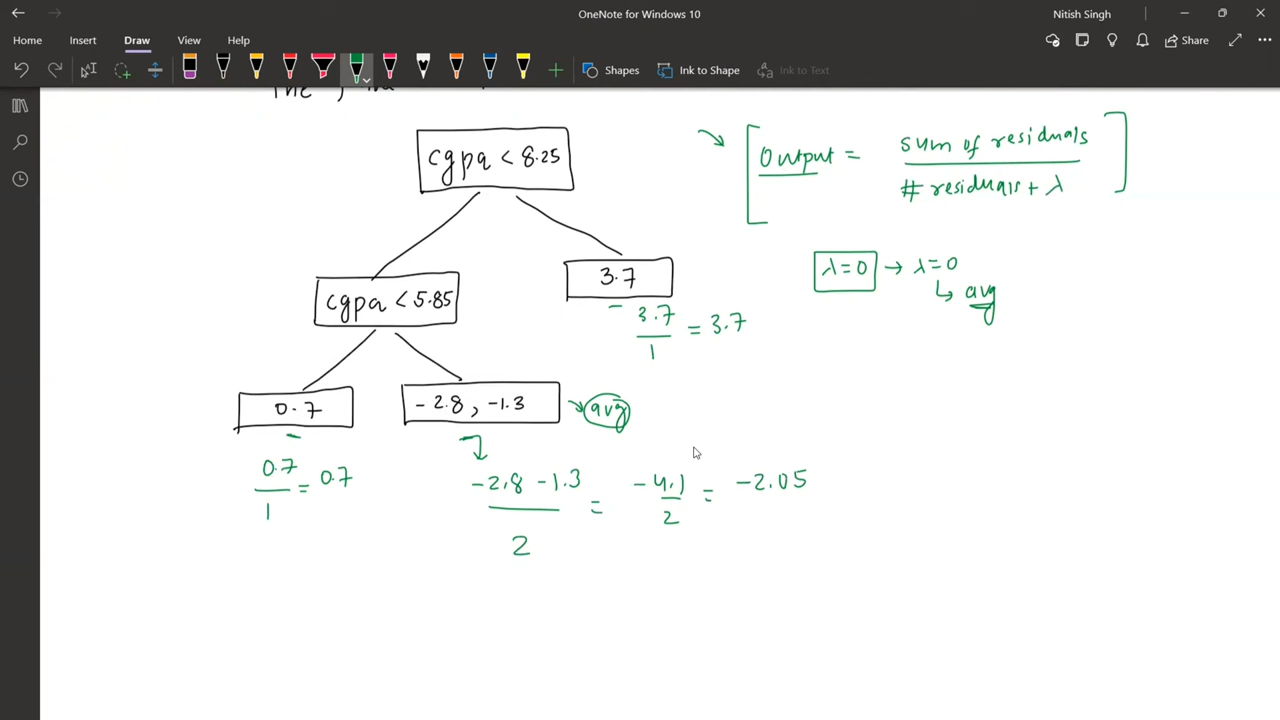 OneNote for Windows 10
Nitish Singh
Home Insert Draw View Help
Share
Shapes
Ink to Shape
Ink to Text
cgpa < 8.25
Output = sum of residuals
# residuals + λ
λ=0 → λ=0
↳ avg
cgpa < 5.85
3.7
3.7
1
= 3.7
0.7
-2.8, -1.3
avg
0.7
1
= 0.7
-2.8 -1.3
2
= -4.1
2
= -2.05